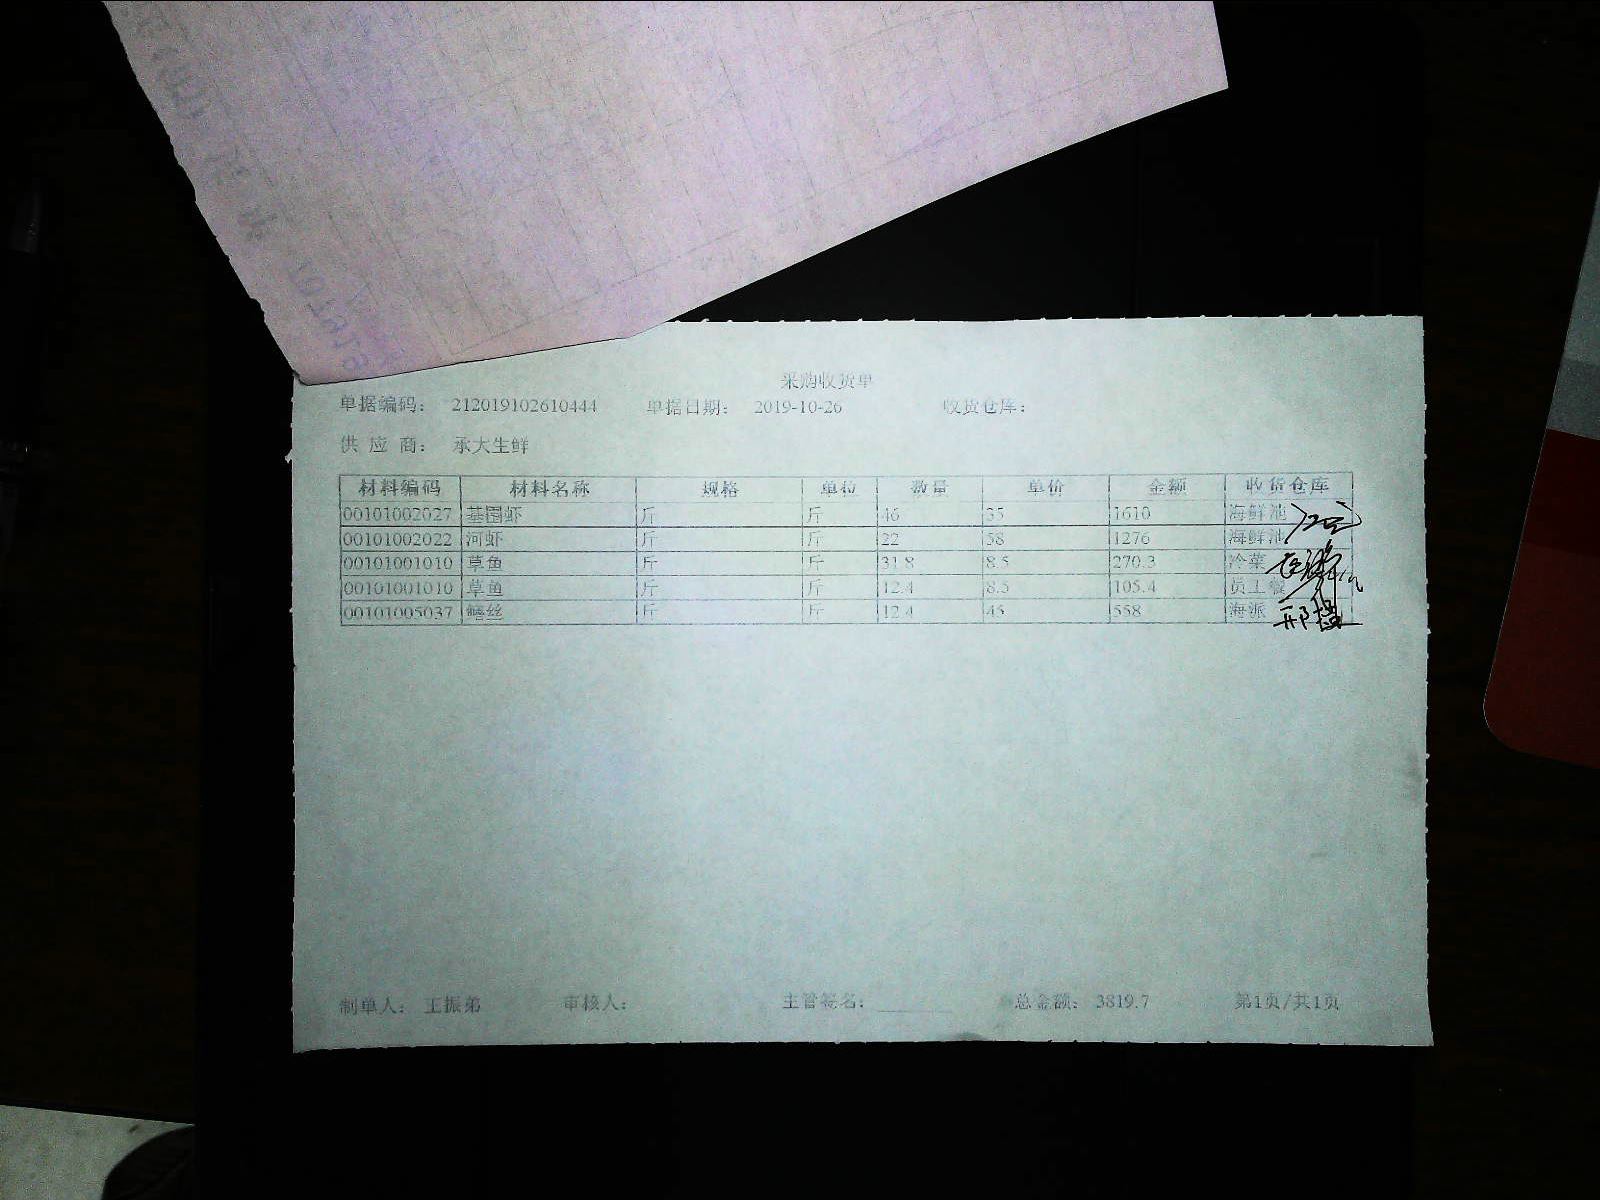 采购收货单
单据编码： 212019102610444 单据日期： 2019-10-26 收货仓库：
供 应 商： 承大生鲜
材料编码 材料名称 规格 单位 数量 单价 金额 收货仓库
00101002027 基围虾 斤 斤 46 35 1610 海鲜池
00101002022 河虾 斤 斤 22 58 1276 海鲜池
00101001010 草鱼 斤 斤 31.8 8.5 270.3 冷菜
00101001010 草鱼 斤 斤 12.4 8.5 105.4 员工餐
00101005037 鳝丝 斤 斤 12.4 45 558 海派
制单人： 王振弟 审核人： 主管签名： 总金额： 3819.7 第1页/共1页